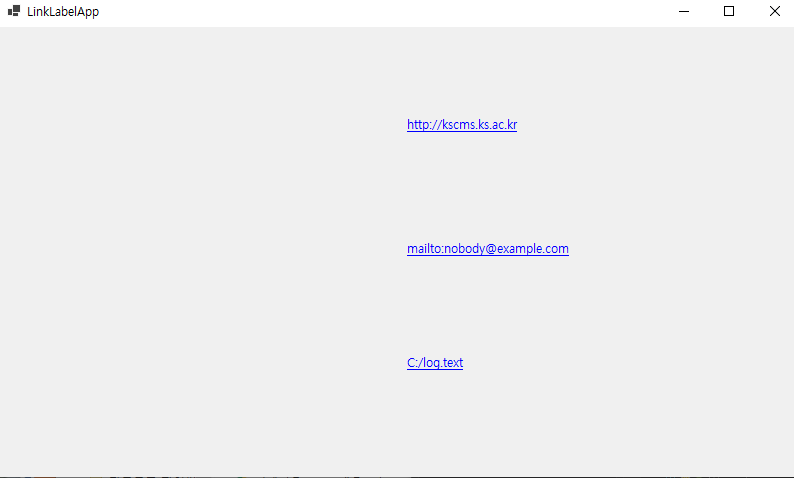 LinkLabelApp
http://kscms.ks.ac.kr
mailto:nobody@example.com
C:/log.text